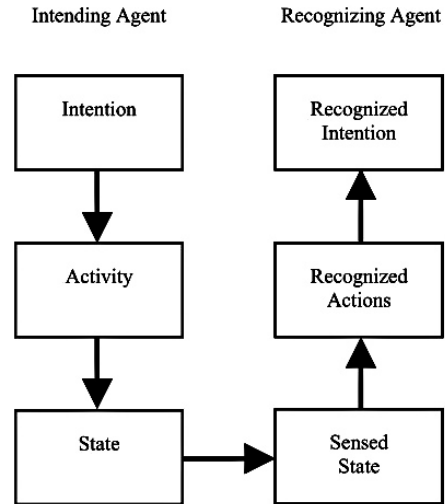 Intending Agent
Recognizing Agent
Intention
Recognized
Intention
Activity
Recognized
Actions
State
Sensed
State